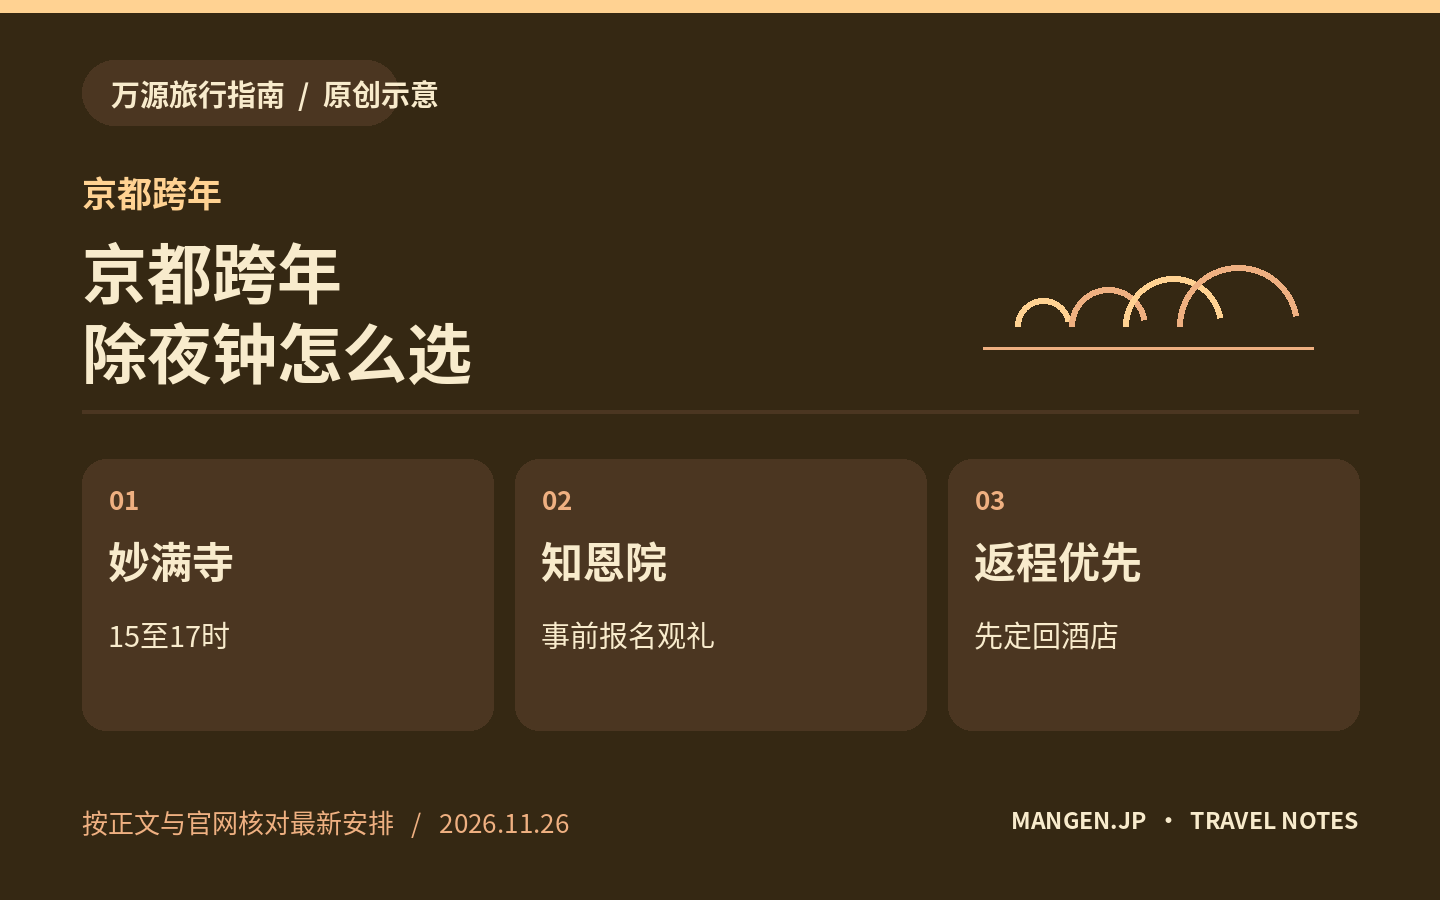 万源旅行指南 / 原创示意
京都跨年
京都跨年
除夜钟怎么选
01
妙满寺
15至17时
02
知恩院
事前报名观礼
03
返程优先
先定回酒店
按正文与官网核对最新安排 / 2026.11.26
MANGEN.JP • TRAVEL NOTES